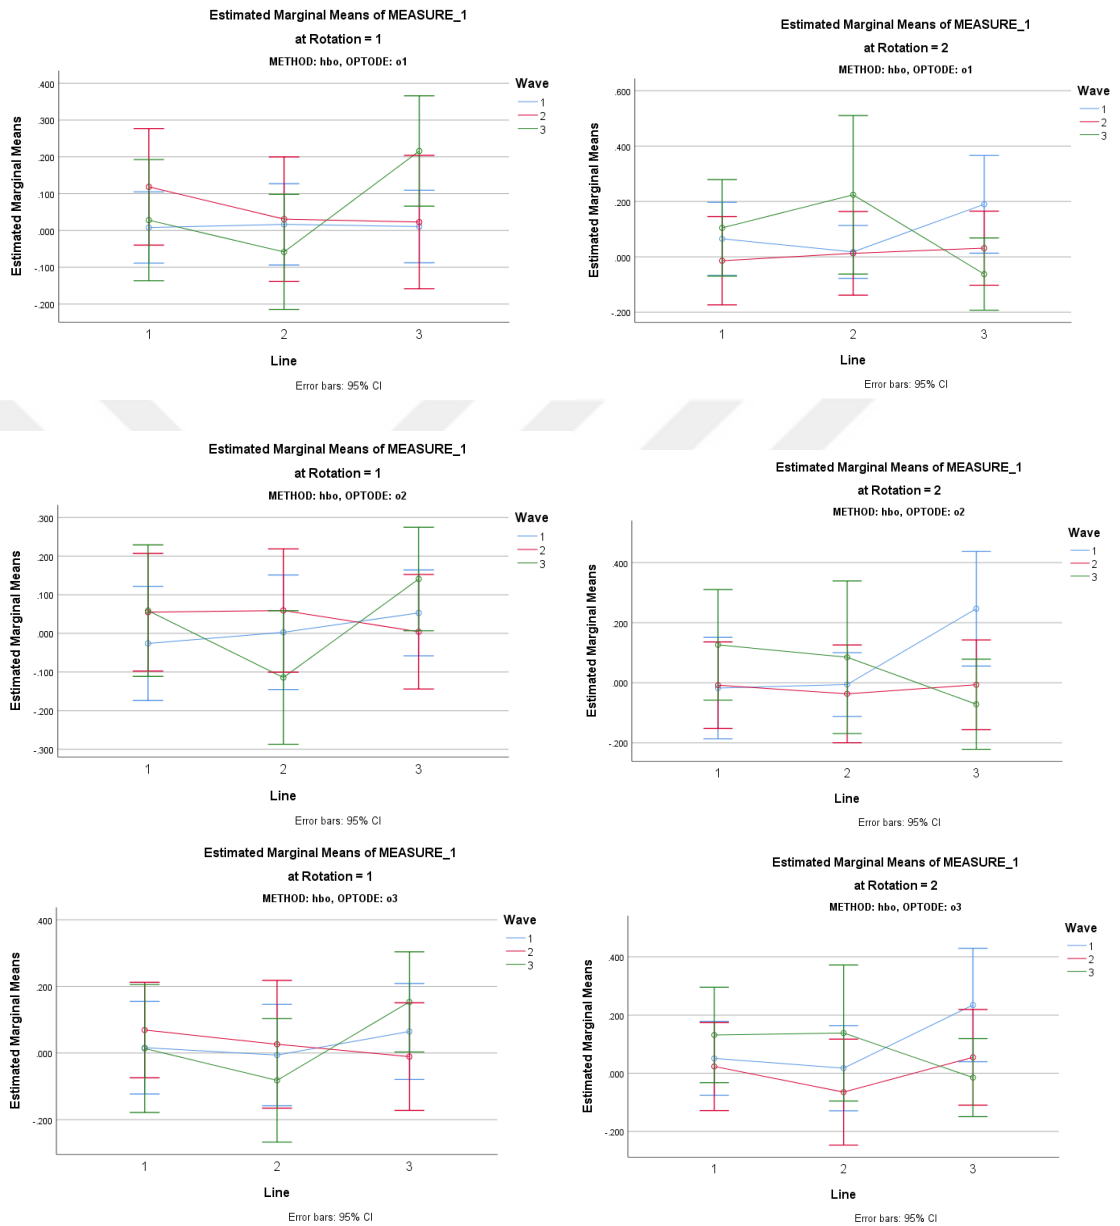 Estimated Marginal Means of MEASURE_1
at Rotation = 1
METHOD: hbo, OPTODE: o1
Estimated Marginal Means
.400
.300
.200
.100
.000
-.100
-.200
1 2 3
Line
Error bars: 95% CI
Wave
1
2
3
Estimated Marginal Means of MEASURE_1
at Rotation = 2
METHOD: hbo, OPTODE: o1
Estimated Marginal Means
.600
.400
.200
.000
-.200
1 2 3
Line
Error bars: 95% CI
Wave
1
2
3
Estimated Marginal Means of MEASURE_1
at Rotation = 1
METHOD: hbo, OPTODE: o2
Estimated Marginal Means
.300
.200
.100
.000
-.100
-.200
-.300
1 2 3
Line
Error bars: 95% CI
Wave
1
2
3
Estimated Marginal Means of MEASURE_1
at Rotation = 2
METHOD: hbo, OPTODE: o2
Estimated Marginal Means
.400
.200
.000
-.200
1 2 3
Line
Error bars: 95% CI
Wave
1
2
3
Estimated Marginal Means of MEASURE_1
at Rotation = 1
METHOD: hbo, OPTODE: o3
Estimated Marginal Means
.400
.200
.000
-.200
1 2 3
Line
Error bars: 95% CI
Wave
1
2
3
Estimated Marginal Means of MEASURE_1
at Rotation = 2
METHOD: hbo, OPTODE: o3
Estimated Marginal Means
.400
.200
.000
-.200
1 2 3
Line
Error bars: 95% CI
Wave
1
2
3